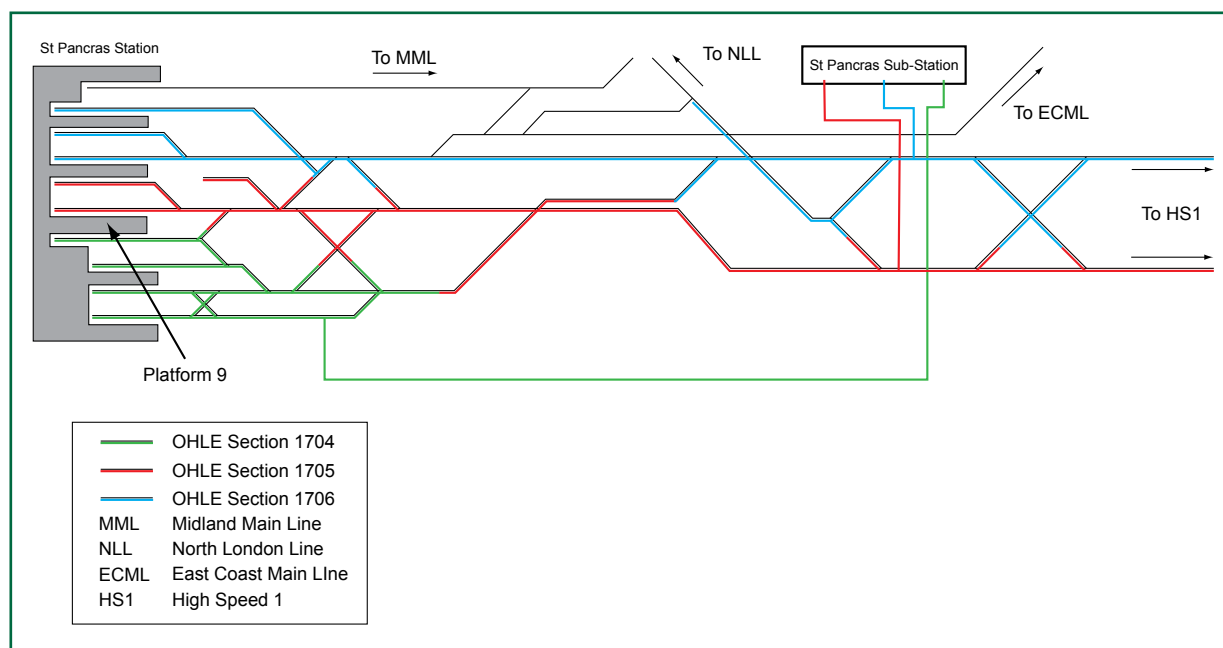 St Pancras Station
To MML
To NLL
St Pancras Sub-Station
To ECML
To HS1
Platform 9
OHLE Section 1704
OHLE Section 1705
OHLE Section 1706
MML Midland Main Line
NLL North London Line
ECML East Coast Main LIne
HS1 High Speed 1